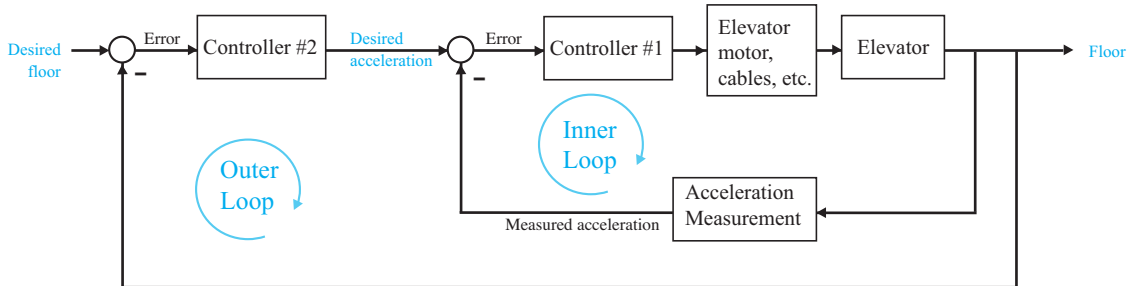 Desired
floor
Error
Controller #2
Desired
acceleration
Error
Controller #1
Elevator
motor,
cables, etc.
Elevator
Floor
Outer
Loop
Inner
Loop
Measured acceleration
Acceleration
Measurement